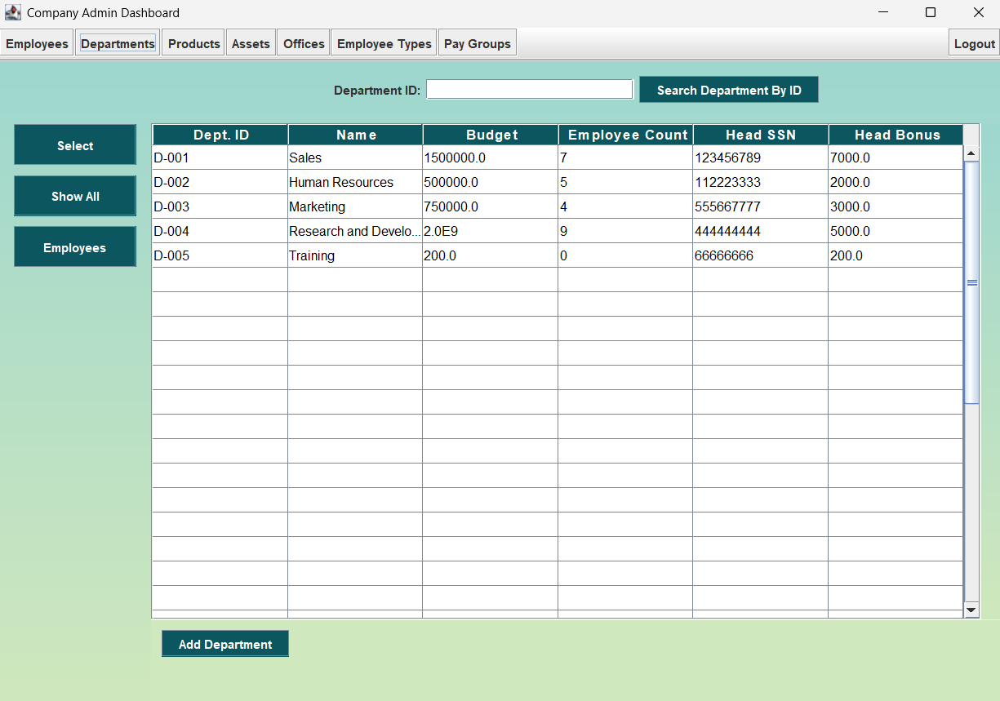 Company Admin Dashboard
Employees Departments Products Assets Offices Employee Types Pay Groups Logout
Department ID: Search Department By ID
Select
Show All
Employees
Dept. ID Name Budget Employee Count Head SSN Head Bonus
D-001 Sales 1500000.0 7 123456789 7000.0
D-002 Human Resources 500000.0 5 112223333 2000.0
D-003 Marketing 750000.0 4 555667777 3000.0
D-004 Research and Develo... 2.0E9 9 444444444 5000.0
D-005 Training 200.0 0 66666666 200.0
Add Department